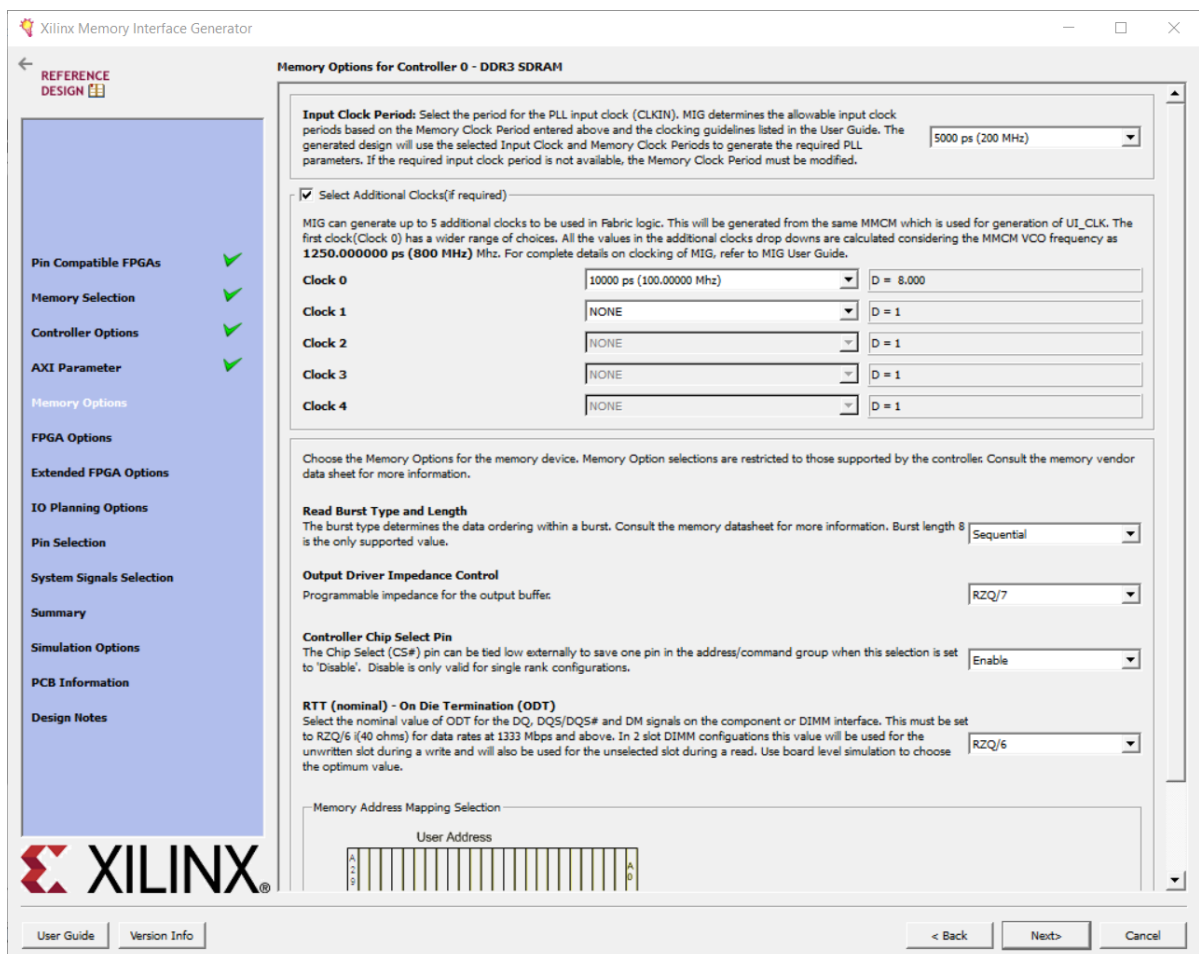 Xilinx Memory Interface Generator
REFERENCE
DESIGN
Pin Compatible FPGAs
Memory Selection
Controller Options
AXI Parameter
Memory Options
FPGA Options
Extended FPGA Options
IO Planning Options
Pin Selection
System Signals Selection
Summary
Simulation Options
PCB Information
Design Notes
XILINX®
Memory Options for Controller 0 - DDR3 SDRAM
Input Clock Period: Select the period for the PLL input clock (CLKIN). MIG determines the allowable input clock
periods based on the Memory Clock Period entered above and the clocking guidelines listed in the User Guide. The
generated design will use the selected Input Clock and Memory Clock Periods to generate the required PLL
parameters. If the required input clock period is not available, the Memory Clock Period must be modified.
5000 ps (200 MHz)
Select Additional Clocks(if required)
MIG can generate up to 5 additional clocks to be used in Fabric logic. This will be generated from the same MMCM which is used for generation of UI_CLK. The
first clock(Clock 0) has a wider range of choices. All the values in the additional clocks drop downs are calculated considering the MMCM VCO frequency as
1250.000000 ps (800 MHz) Mhz. For complete details on clocking of MIG, refer to MIG User Guide.
Clock 0 10000 ps (100.00000 Mhz) D = 8.000
Clock 1 NONE D = 1
Clock 2 NONE D = 1
Clock 3 NONE D = 1
Clock 4 NONE D = 1
Choose the Memory Options for the memory device. Memory Option selections are restricted to those supported by the controller. Consult the memory vendor
data sheet for more information.
Read Burst Type and Length
The burst type determines the data ordering within a burst. Consult the memory datasheet for more information. Burst length 8
is the only supported value.
Sequential
Output Driver Impedance Control
Programmable impedance for the output buffer.
RZQ/7
Controller Chip Select Pin
The Chip Select (CS#) pin can be tied low externally to save one pin in the address/command group when this selection is set
to 'Disable'. Disable is only valid for single rank configurations.
Enable
RTT (nominal) - On Die Termination (ODT)
Select the nominal value of ODT for the DQ, DQS/DQS# and DM signals on the component or DIMM interface. This must be set
to RZQ/6 i(40 ohms) for data rates at 1333 Mbps and above. In 2 slot DIMM configuations this value will be used for the
unwritten slot during a write and will also be used for the unselected slot during a read. Use board level simulation to choose
the optimum value.
RZQ/6
Memory Address Mapping Selection
User Address
A29 A0
User Guide Version Info < Back Next> Cancel